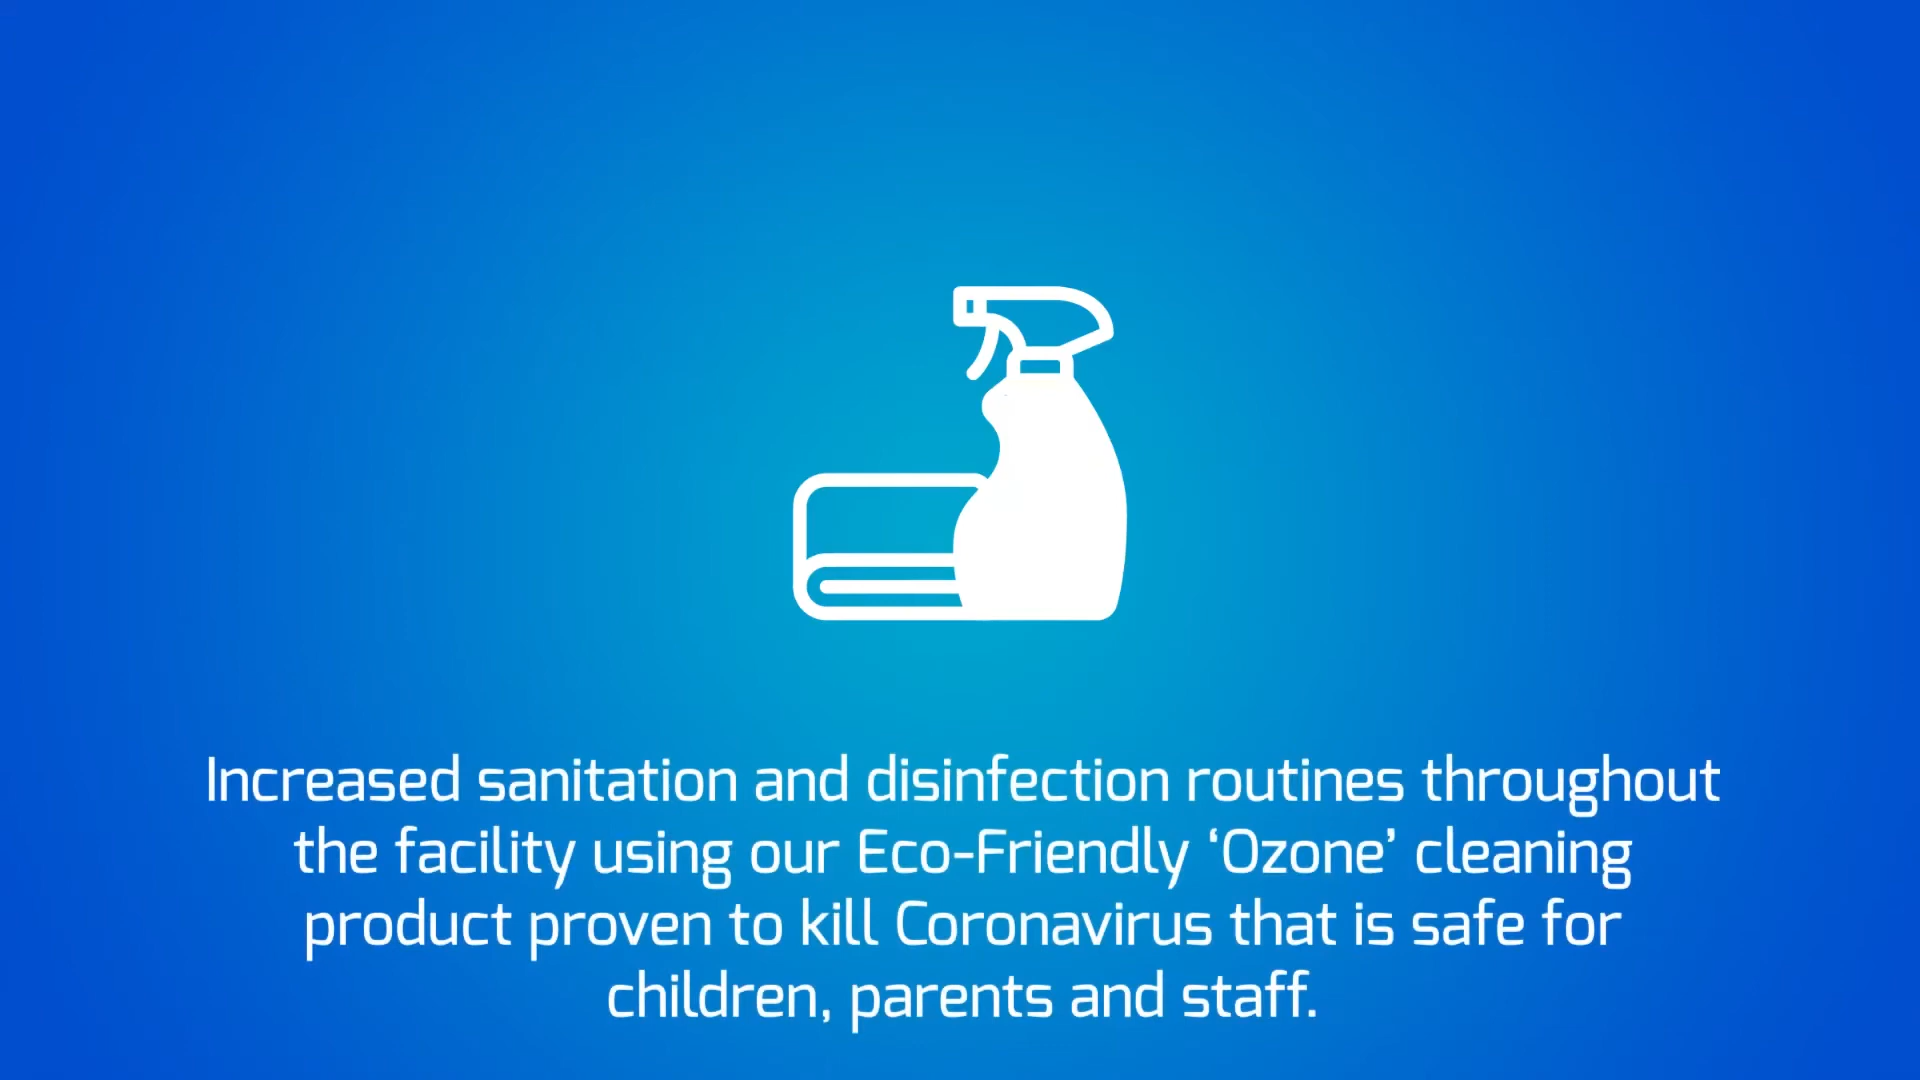 Increased sanitation and disinfection routines throughout
the facility using our Eco-Friendly ‘Ozone’ cleaning
product proven to kill Coronavirus that is safe for
children, parents and staff.